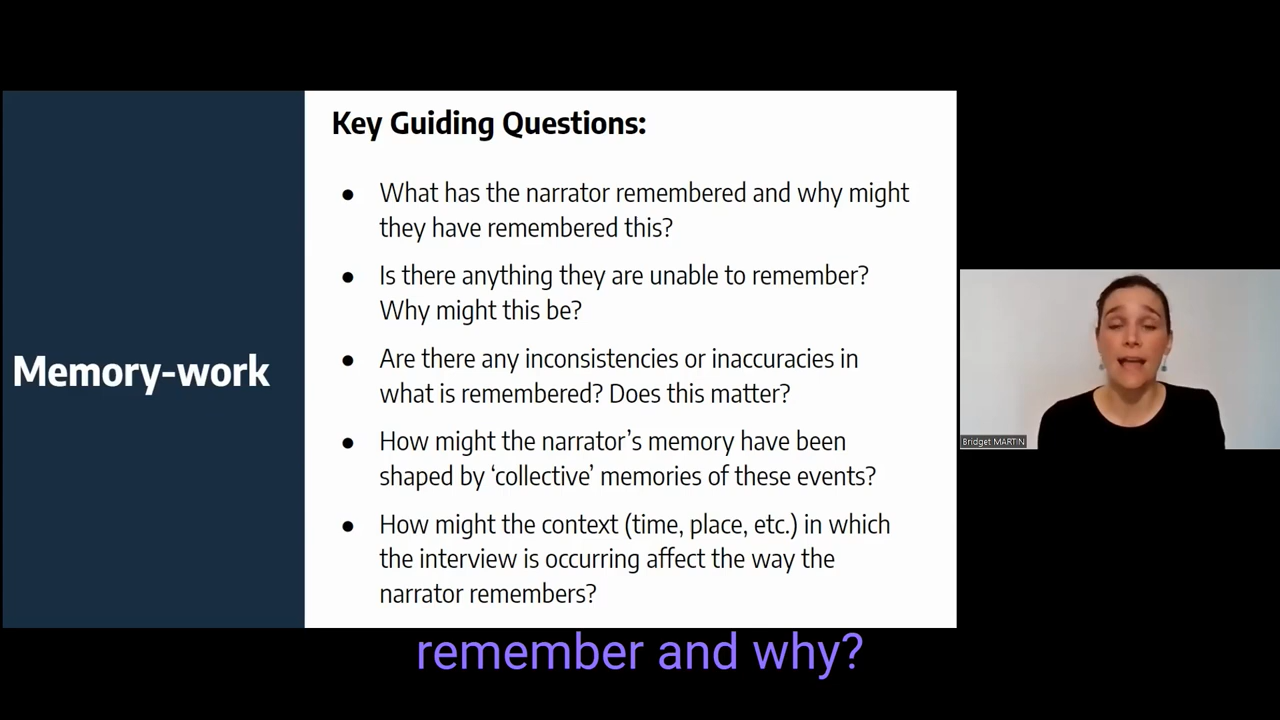 Key Guiding Questions:
● What has the narrator remembered and why might
they have remembered this?
● Is there anything they are unable to remember?
Why might this be?
● Are there any inconsistencies or inaccuracies in
what is remembered? Does this matter?
● How might the narrator’s memory have been
shaped by ‘collective’ memories of these events?
● How might the context (time, place, etc.) in which
the interview is occurring affect the way the
narrator remembers?
Memory-work
Bridget MARTIN
remember and why?